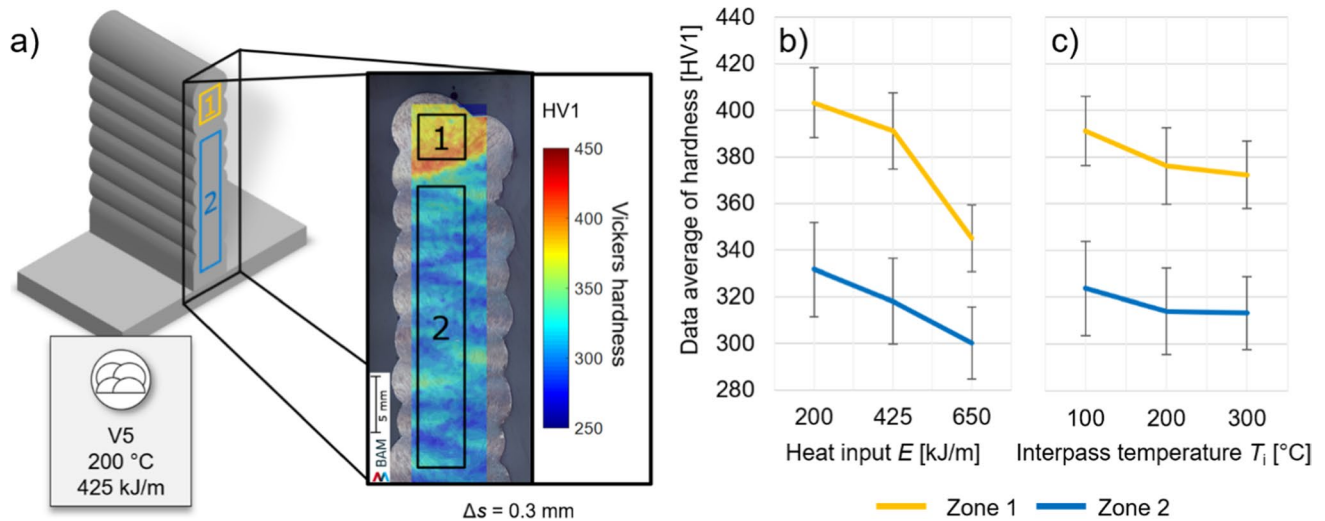 a)
1
2
V5
200 °C
425 kJ/m
1
2
5 mm
BAM
HV1
450
400
350
300
250
Vickers hardness
Δs = 0.3 mm
Data average of hardness [HV1]
440
420
400
380
360
340
320
300
280
b)
200 425 650
Heat input E [kJ/m]
c)
100 200 300
Interpass temperature Ti [°C]
Zone 1 Zone 2